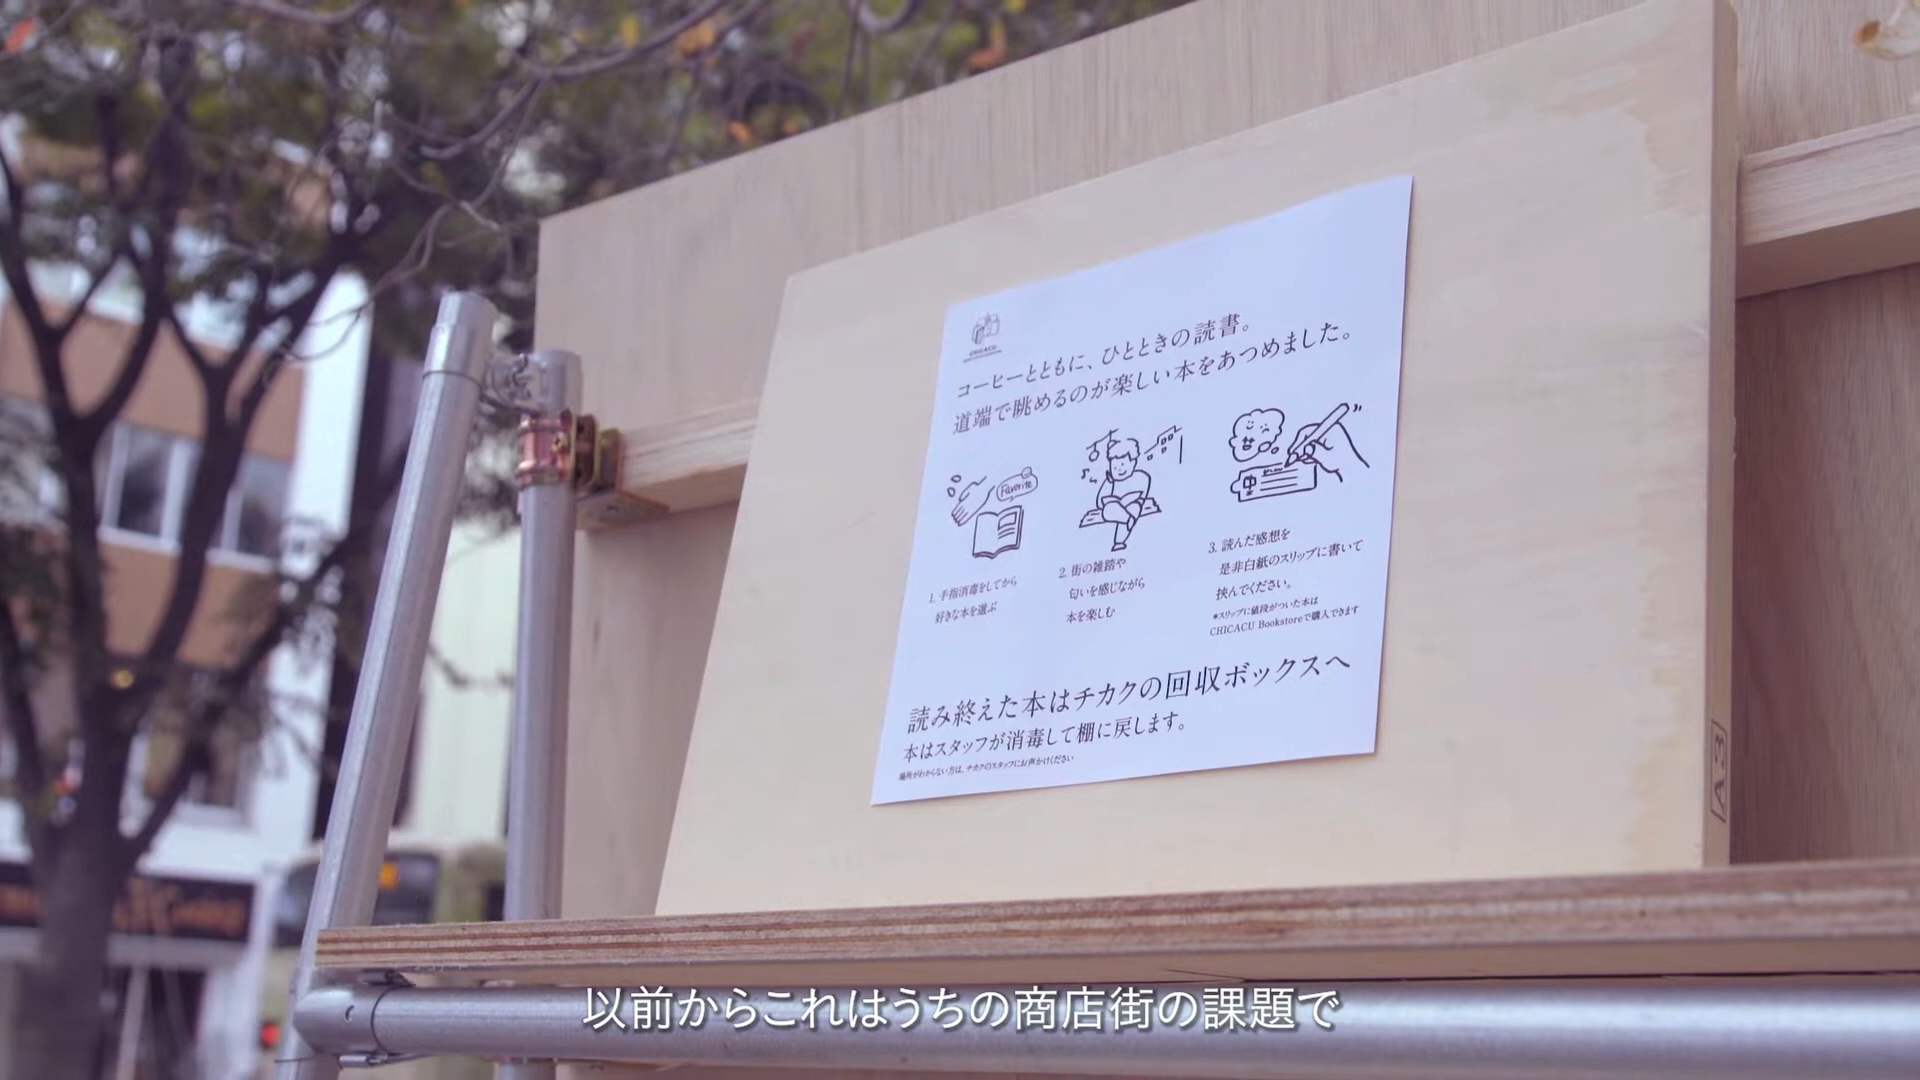 CHICACU
コーヒーとともに、ひとときの読書。
道端で眺めるのが楽しい本をあつめました。
Favorite
1. 手指消毒をしてから
好きな本を選ぶ
2. 街の雑踏や
匂いを感じながら
本を楽しむ
3. 読んだ感想を
是非白紙のスリップに書いて
挟んでください。
*スリップに値段がついた本は
CHICACU Bookstoreで購入できます
読み終えた本はチカクの回収ボックスへ
本はスタッフが消毒して棚に戻します。
場所がわからない方は、チカクのスタッフにお声かけください
A3
以前からこれはうちの商店街の課題で